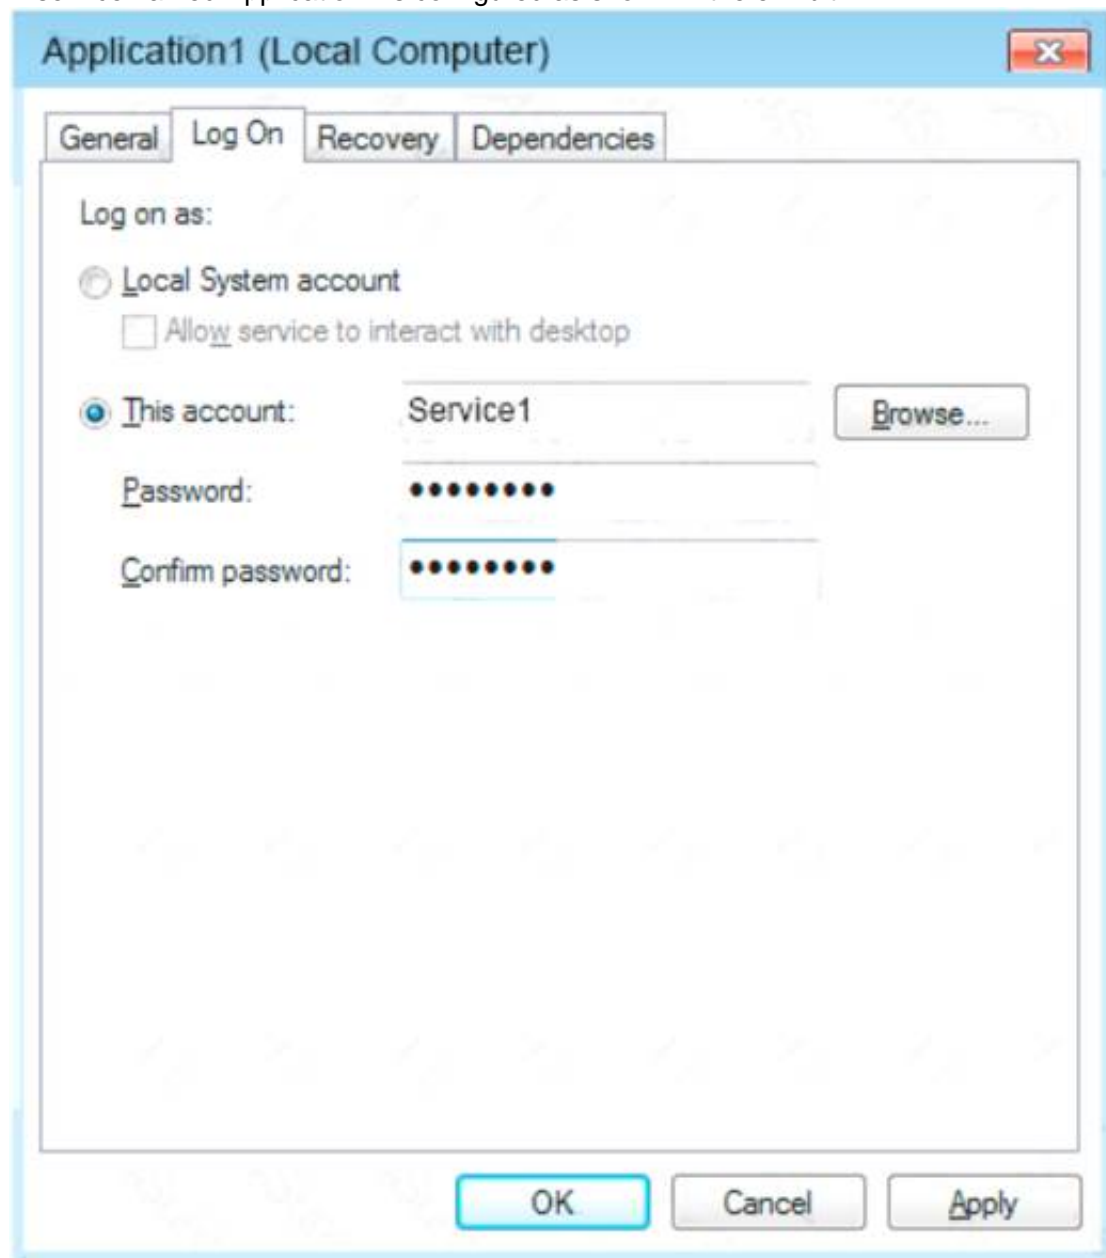 Application1 (Local Computer)
General Log On Recovery Dependencies
Log on as:
Local System account
Allow service to interact with desktop
This account: Service1 Browse...
Password: ••••••••
Confirm password: ••••••••
OK Cancel Apply